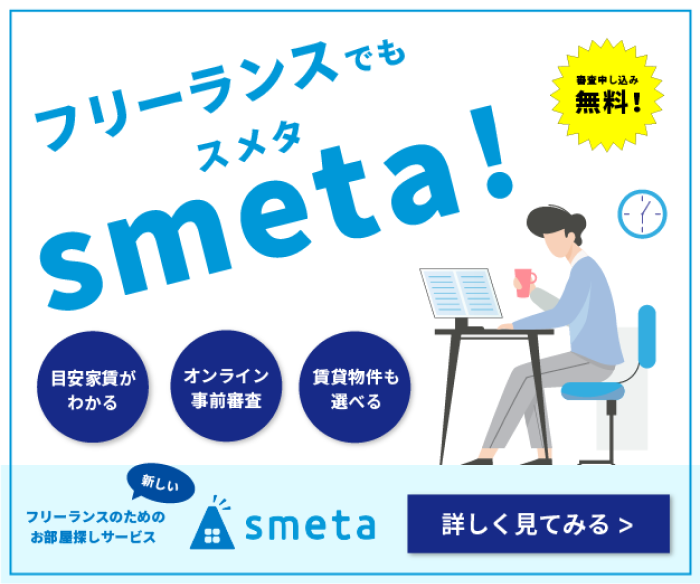 フリーランスでも
スメタ
smeta!
審査申し込み
無料！
目安家賃が
わかる
オンライン
事前審査
賃貸物件も
選べる
新しい
フリーランスのための
お部屋探しサービス
smeta
詳しく見てみる >